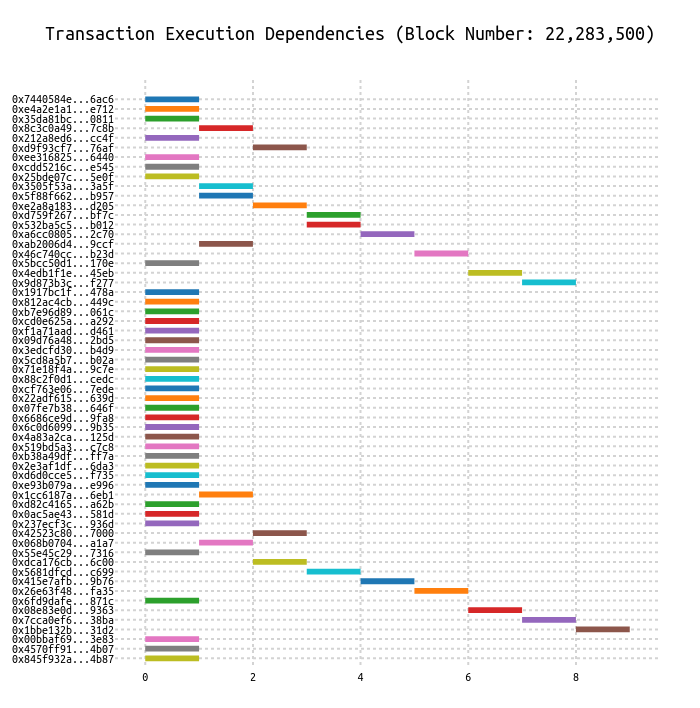 Transaction Execution Dependencies (Block Number: 22,283,500)
0x7440584e...6ac6
0xe4a2e1a1...e712
0x35da81bc...0811
0x8c3c0a49...7c8b
0x212a8ed6...cc4f
0xd9f93cf7...76af
0xee316825...6440
0xcdd5216c...e545
0x25bde07c...5e0f
0x3505f53a...3a5f
0x5f88f662...b957
0xe2a8a183...d205
0xd759f267...bf7c
0x532ba5c5...b012
0xa6cc0805...2c70
0xab2006d4...9ccf
0x46c740cc...b23d
0x5bcc50d1...170e
0x4edb1f1e...45eb
0x9d873b3c...f277
0x1917bc1f...478a
0x812ac4cb...449c
0xb7e96d89...061c
0xcd0e625a...a292
0xf1a71aad...d461
0x09d76a48...2bd5
0x3edcfd30...b4d9
0x5cd8a5b7...b02a
0x71e18f4a...9c7e
0x88c2f0d1...cedc
0xcf763e06...7ede
0x22adf615...639d
0x07fe7b38...646f
0x6686ce9d...9fa8
0x6c0d6099...9b35
0x4a83a2ca...125d
0x519bd5a3...c7c8
0xb38a49df...ff7a
0x2e3af1df...6da3
0xd6d0cce5...f735
0xe93b079a...e996
0x1cc6187a...6eb1
0xd82c4165...a62b
0x0ac5ae43...581d
0x237ecf3c...936d
0x42523c80...7000
0x068b0704...a1a7
0x55e45c29...7316
0xdca176cb...6c00
0x5681dfcd...c699
0x415e7afb...9b76
0x26e63f48...fa35
0x6fd9dafe...871c
0x08e83e0d...9363
0x7cca0ef6...38ba
0x1bbe132b...31d2
0x00bbaf69...3e83
0x4570ff91...4b07
0x845f932a...4b87
0 2 4 6 8